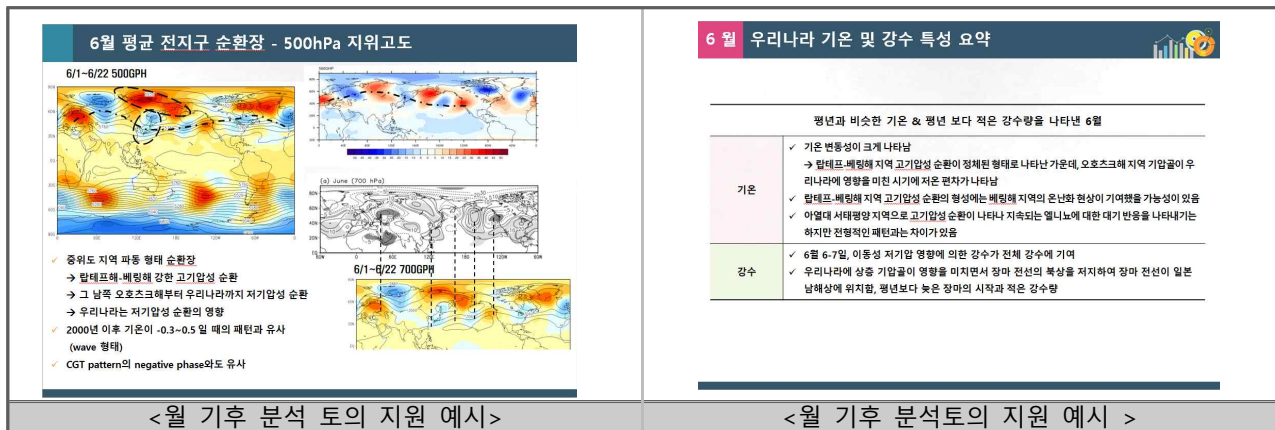 6월 평균 전지구 순환장 - 500hPa 지위고도
6/1~6/22 500GPH
(a) June (700 hPa)
6/1~6/22 700GPH
✓ 중위도 지역 파동 형태 순환장
→ 랍테프해-베링해 강한 고기압성 순환
→ 그 남쪽 오호츠크해부터 우리나라까지 저기압성 순환
→ 우리나라는 저기압성 순환의 영향
✓ 2000년 이후 기온이 -0.3~0.5 일 때의 패턴과 유사
(wave 형태)
✓ CGT pattern의 negative phase와도 유사
<월 기후 분석 토의 지원 예시>
6 월 우리나라 기온 및 강수 특성 요약
평년과 비슷한 기온 & 평년 보다 적은 강수량을 나타낸 6월
기온
✓ 기온 변동성이 크게 나타남
→ 랍테프-베링해 지역 고기압성 순환이 정체된 형태로 나타난 가운데, 오호츠크해 지역 기압골이 우
리나라에 영향을 미친 시기에 저온 편차가 나타남
✓ 랍테프-베링해 지역 고기압성 순환의 형성에는 베링해 지역의 온난화 현상이 기여했을 가능성이 있음
✓ 아열대 서태평양 지역으로 고기압성 순환이 나타나 지속되는 엘니뇨에 대한 대기 반응을 나타내기는
하지만 전형적인 패턴과는 차이가 있음
강수
✓ 6월 6-7일, 이동성 저기압 영향에 의한 강수가 전체 강수에 기여
✓ 우리나라에 상층 기압골이 영향을 미치면서 장마 전선의 북상을 저지하여 장마 전선이 일본
남해상에 위치함, 평년보다 늦은 장마의 시작과 적은 강수량
<월 기후 분석토의 지원 예시 >